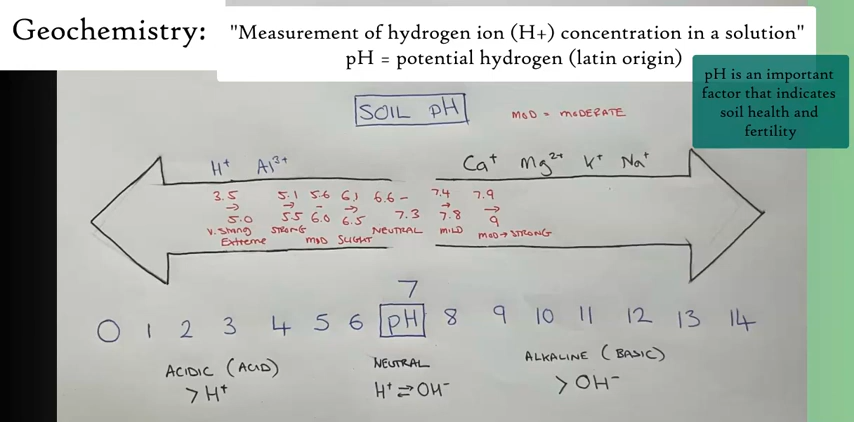 Geochemistry:
"Measurement of hydrogen ion (H+) concentration in a solution"
pH = potential hydrogen (latin origin)
pH is an important
factor that indicates
soil health and
fertility
SOIL pH
MOD = MODERATE
H⁺ Al³⁺
Ca⁺ Mg²⁺ K⁺ Na⁺
3.5 → 5.0 V. Strong Extreme
5.1 → 5.5 STRONG
5.6 - 6.0 MOD
6.1 → 6.5 SLIGHT
6.6 - 7.3 NEUTRAL
7.4 → 7.8 MILD
7.9 → 9 MOD → STRONG
7
0 1 2 3 4 5 6 pH 8 9 10 11 12 13 14
ACIDIC (ACID)
> H⁺
NEUTRAL
H⁺ ⇌ OH⁻
ALKALINE (BASIC)
> OH⁻